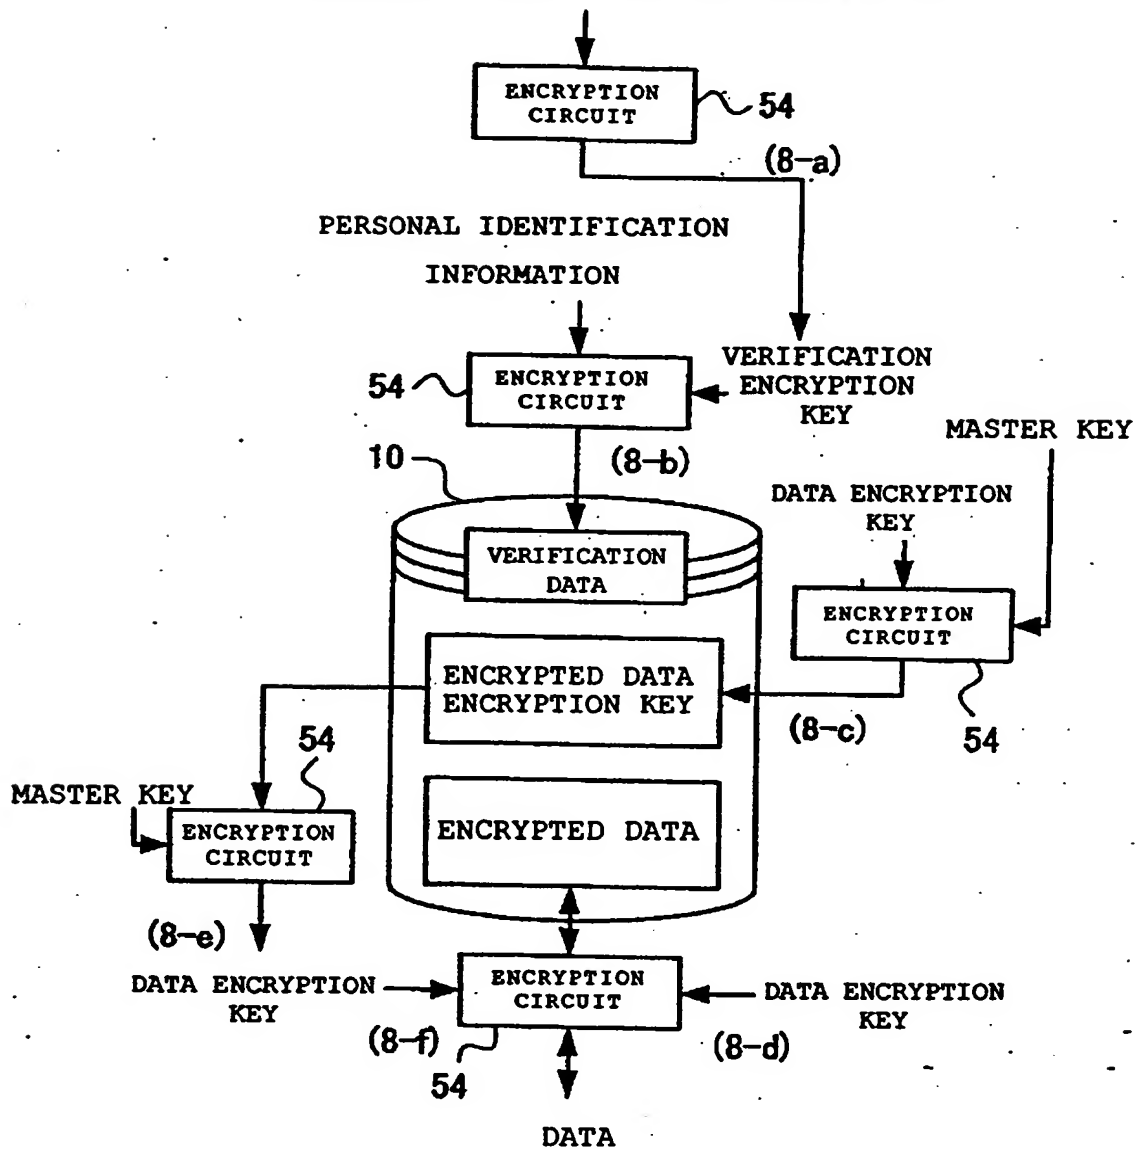 ENCRYPTION
CIRCUIT
54
(8-a)
PERSONAL IDENTIFICATION
INFORMATION
VERIFICATION
ENCRYPTION
KEY
ENCRYPTION
CIRCUIT
54
MASTER KEY
10
(8-b)
DATA ENCRYPTION
KEY
VERIFICATION
DATA
ENCRYPTION
CIRCUIT
ENCRYPTED DATA
ENCRYPTION KEY
(8-c)
54
54
MASTER KEY
ENCRYPTION
CIRCUIT
ENCRYPTED DATA
(8-e)
DATA ENCRYPTION
KEY
ENCRYPTION
CIRCUIT
DATA ENCRYPTION
KEY
(8-f)
(8-d)
54
DATA